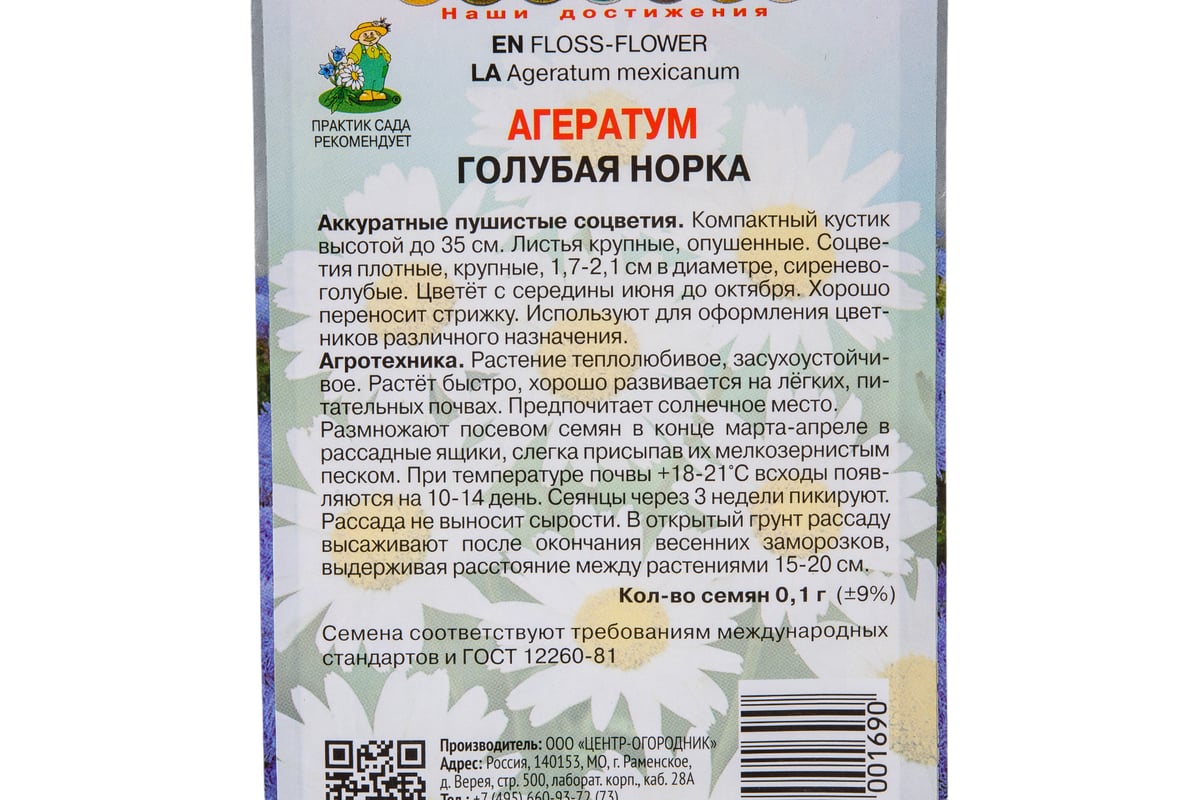 Наши достижения
EN FLOSS-FLOWER
LA Ageratum mexicanum
ПРАКТИК САДА
РЕКОМЕНДУЕТ
®
АГЕРАТУМ
ГОЛУБАЯ НОРКА
Аккуратные пушистые соцветия. Компактный кустик
высотой до 35 см. Листья крупные, опушенные. Соцве-
тия плотные, крупные, 1,7-2,1 см в диаметре, сиренево-
голубые. Цветёт с середины июня до октября. Хорошо
переносит стрижку. Используют для оформления цвет-
ников различного назначения.
Агротехника. Растение теплолюбивое, засухоустойчи-
вое. Растёт быстро, хорошо развивается на лёгких, пи-
тательных почвах. Предпочитает солнечное место.
Размножают посевом семян в конце марта-апреле в
рассадные ящики, слегка присыпав их мелкозернистым
песком. При температуре почвы +18-21°С всходы появ-
ляются на 10-14 день. Сеянцы через 3 недели пикируют.
Рассада не выносит сырости. В открытый грунт рассаду
высаживают после окончания весенних заморозков,
выдерживая расстояние между растениями 15-20 см.
Кол-во семян 0,1 г (±9%)
Семена соответствуют требованиям международных
стандартов и ГОСТ 12260-81
Производитель: ООО «ЦЕНТР-ОГОРОДНИК»
Адрес: Россия, 140153, МО, г. Раменское,
д. Верея, стр. 500, лаборат. корп., каб. 28А
Тел.: +7 (495) 660-93-72 (73)
001690